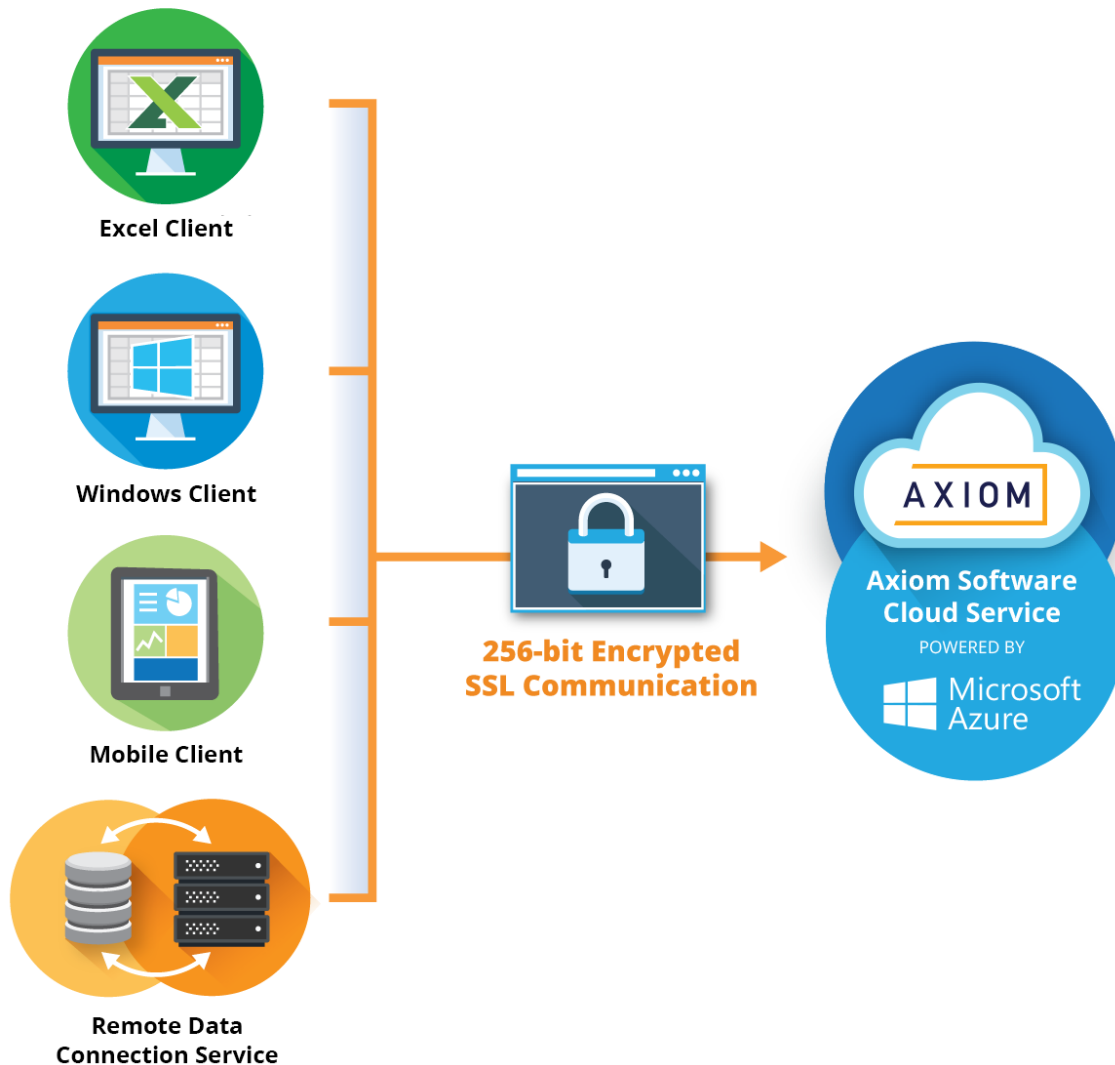 Excel Client
Windows Client
Mobile Client
Remote Data
Connection Service
256-bit Encrypted
SSL Communication
AXIOM
Axiom Software
Cloud Service
POWERED BY
Microsoft
Azure